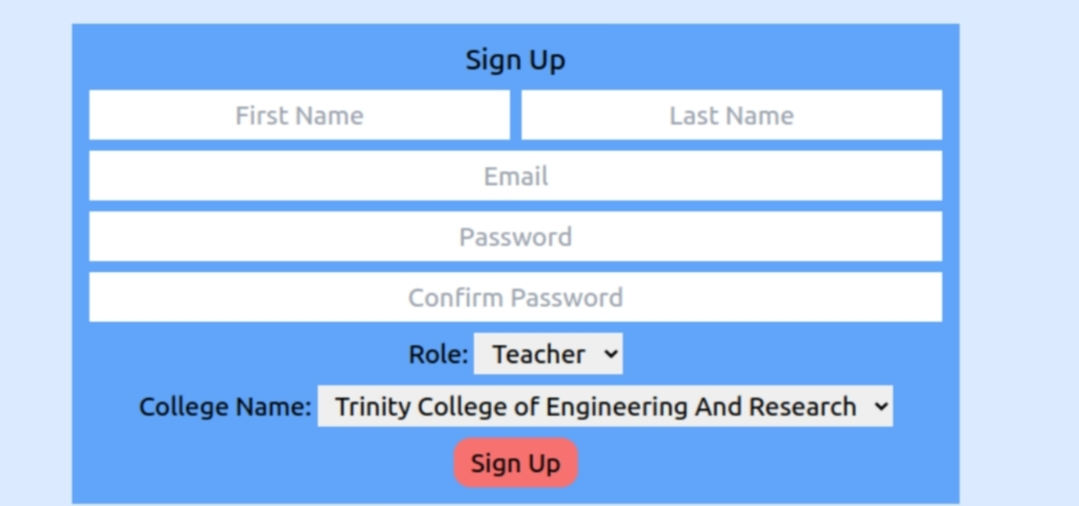 Sign Up
First Name Last Name
Email
Password
Confirm Password
Role: Teacher
College Name: Trinity College of Engineering And Research
Sign Up